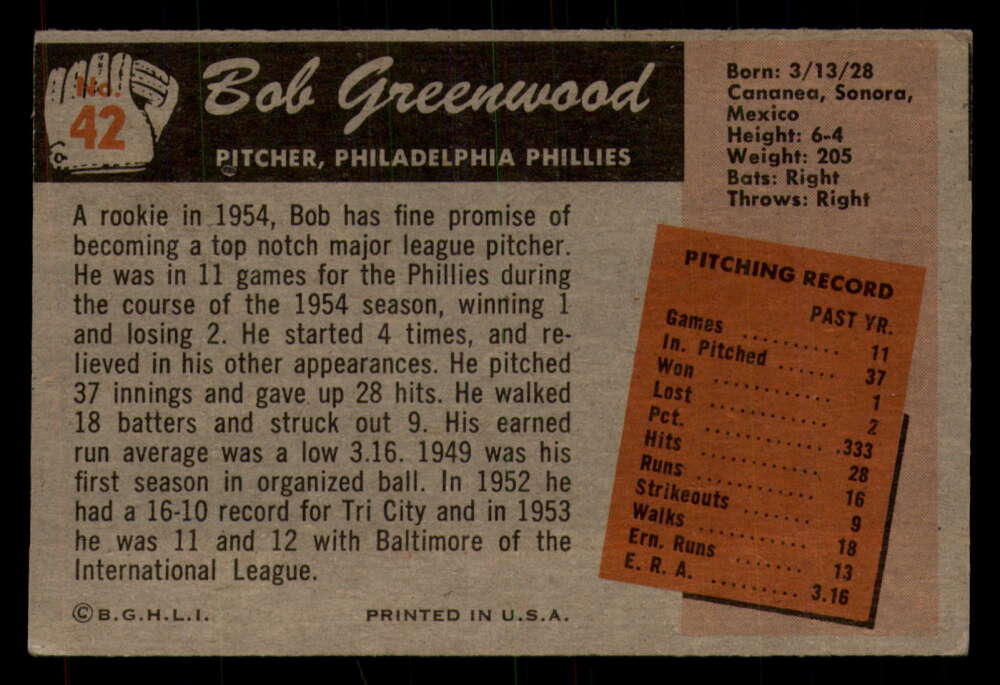 No.
42
Bob Greenwood
PITCHER, PHILADELPHIA PHILLIES
Born: 3/13/28
Cananea, Sonora,
Mexico
Height: 6-4
Weight: 205
Bats: Right
Throws: Right
A rookie in 1954, Bob has fine promise of
becoming a top notch major league pitcher.
He was in 11 games for the Phillies during
the course of the 1954 season, winning 1
and losing 2. He started 4 times, and re-
lieved in his other appearances. He pitched
37 innings and gave up 28 hits. He walked
18 batters and struck out 9. His earned
run average was a low 3.16. 1949 was his
first season in organized ball. In 1952 he
had a 16-10 record for Tri City and in 1953
he was 11 and 12 with Baltimore of the
International League.
PITCHING RECORD
PAST YR.
Games .......... 11
In. Pitched ...... 37
Won ............ 1
Lost ............ 2
Pct. ............ .333
Hits ............ 28
Runs ............ 16
Strikeouts ........ 9
Walks .......... 18
Ern. Runs ........ 13
E. R. A. ......... 3.16
© B.G.H.L.I.
PRINTED IN U.S.A.